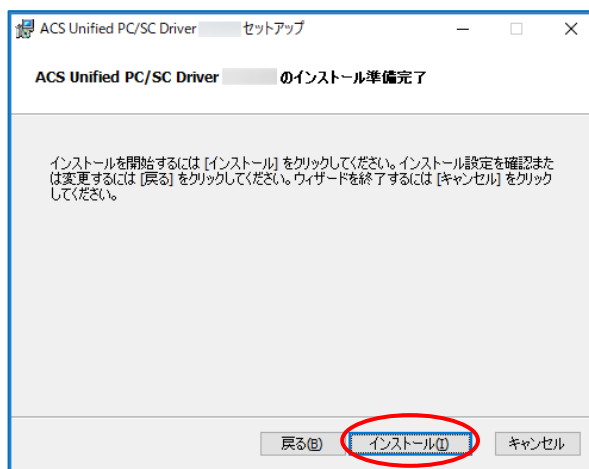 ACS Unified PC/SC Driver セットアップ
ACS Unified PC/SC Driver のインストール準備完了
インストールを開始するには [インストール] をクリックしてください。インストール設定を確認また
は変更するには [戻る] をクリックしてください。ウィザードを終了するには [キャンセル] をクリック
してください。
戻る(B) インストール(I) キャンセル